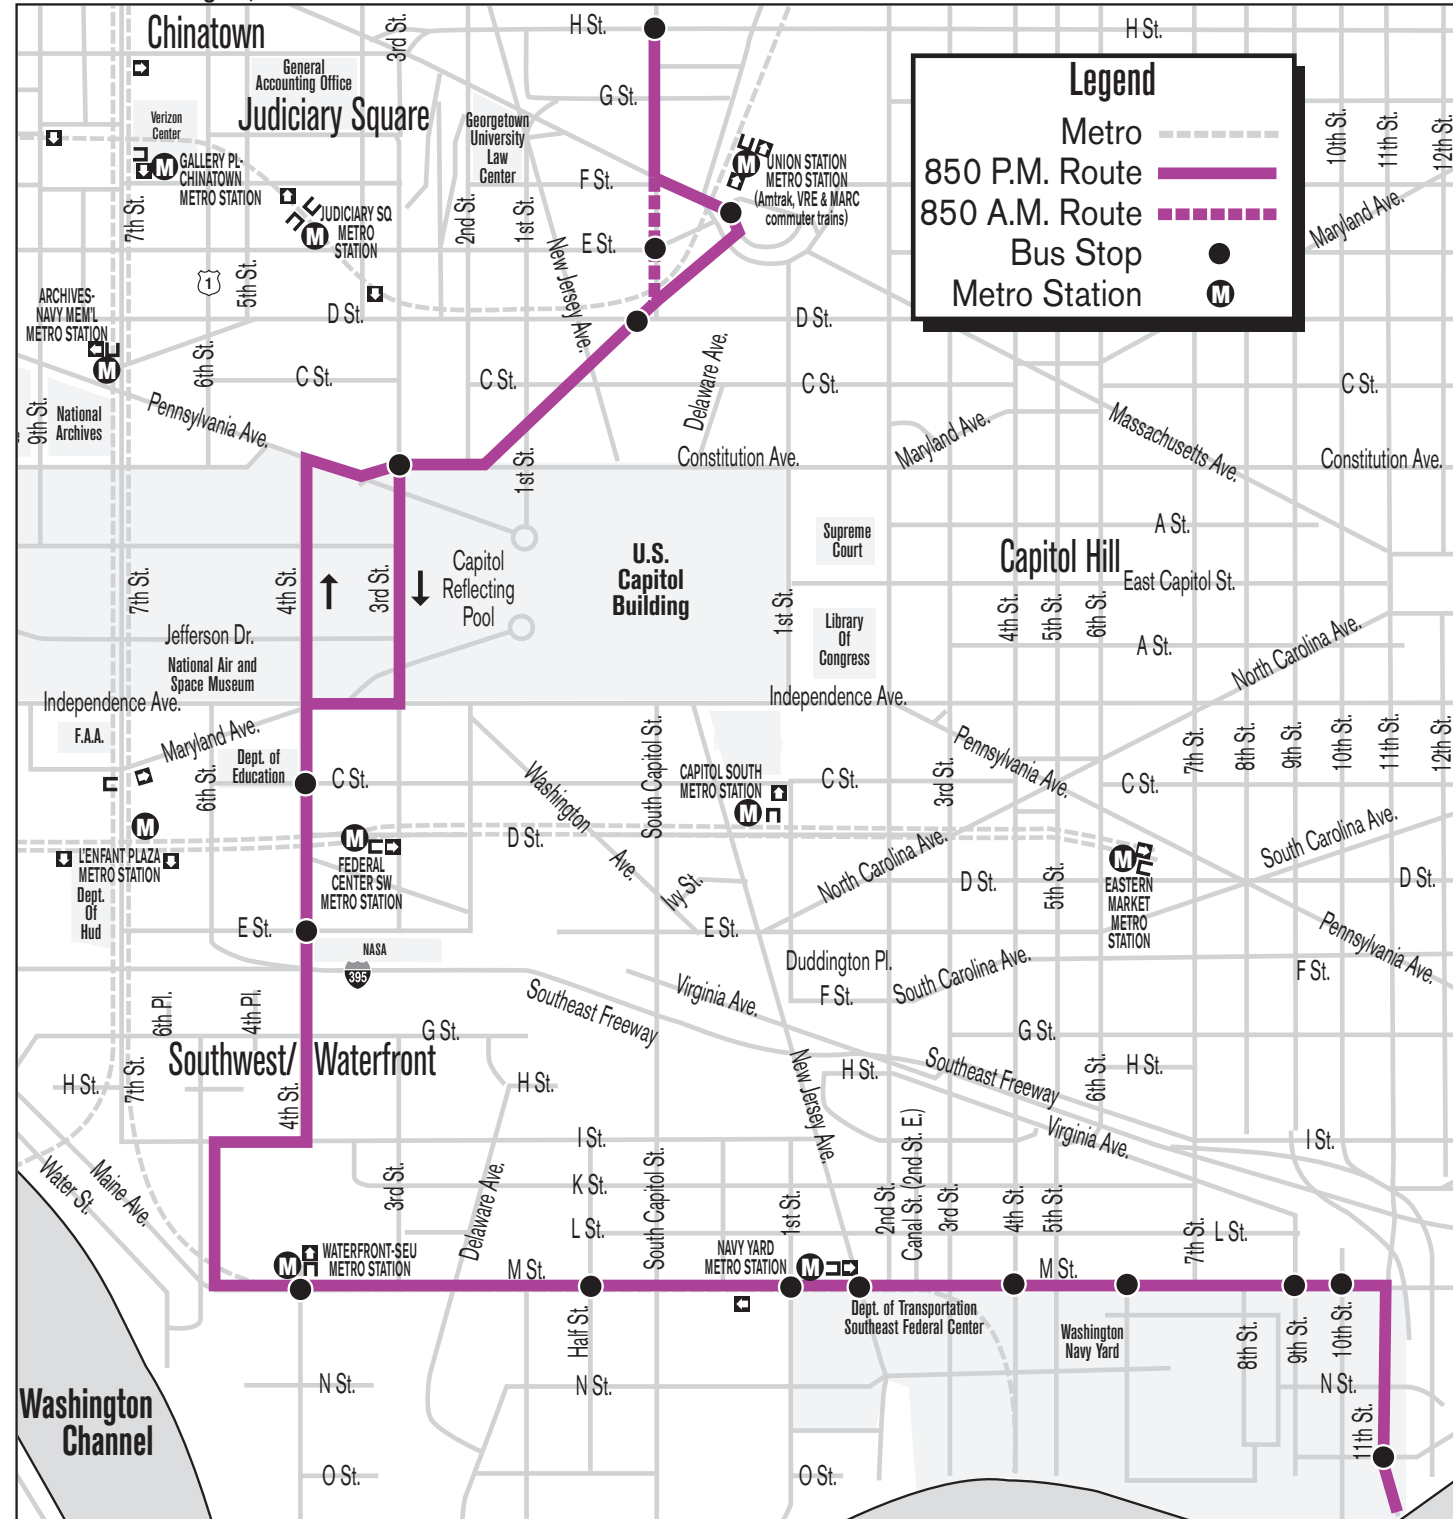 Chinatown
3rd St.
H St.
H St.
General
Accounting Office
Judiciary Square
Verizon
Center
Georgetown
University
Law
Center
G St.
Legend
Metro
850 P.M. Route
850 A.M. Route
Bus Stop
Metro Station
M
10th St.
11th St.
12th St.
M
GALLERY PL-
CHINATOWN
METRO STATION
7th St.
M
JUDICIARY SQ
METRO
STATION
2nd St.
1st St.
F St.
M
UNION STATION
METRO STATION
(Amtrak, VRE & MARC
commuter trains)
Maryland Ave.
E St.
New Jersey Ave.
1
5th St.
ARCHIVES-
NAVY MEM'L
METRO STATION
M
D St.
D St.
6th St.
C St.
C St.
Delaware Ave.
C St.
C St.
9th St.
National
Archives
Pennsylvania Ave.
1st St.
Constitution Ave.
Maryland Ave.
Massachusetts Ave.
Constitution Ave.
Supreme
Court
A St.
Capitol Hill
U.S.
Capitol
Building
Capitol
Reflecting
Pool
7th St.
4th St.
3rd St.
1st St.
East Capitol St.
4th St.
5th St.
6th St.
Library
Of
Congress
A St.
North Carolina Ave.
Jefferson Dr.
National Air and
Space Museum
Independence Ave.
Independence Ave.
F.A.A.
Maryland Ave.
Dept. of
Education
6th St.
C St.
Washington
Ave.
South Capitol St.
CAPITOL SOUTH
METRO STATION
M
C St.
3rd St.
Pennsylvania Ave.
C St.
7th St.
8th St.
9th St.
10th St.
11th St.
12th St.
M
L'ENFANT PLAZA
METRO STATION
Dept.
Of
Hud
M
FEDERAL
CENTER SW
METRO STATION
D St.
Ivy St.
North Carolina Ave.
D St.
5th St.
M
EASTERN
MARKET
METRO
STATION
South Carolina Ave.
D St.
E St.
NASA
395
E St.
Pennsylvania Ave.
Duddington Pl.
F St.
South Carolina Ave.
F St.
6th Pl.
4th Pl.
Southeast Freeway
Virginia Ave.
G St.
G St.
Southwest/ Waterfront
H St.
7th St.
4th St.
H St.
New Jersey Ave.
H St.
Southeast Freeway
6th St.
H St.
Virginia Ave.
I St.
I St.
Water St.
Maine Ave.
3rd St.
Delaware Ave.
K St.
South Capitol St.
1st St.
2nd St.
Canal St. (2nd St. E.)
3rd St.
4th St.
5th St.
L St.
7th St.
L St.
M
WATERFRONT-SEU
METRO STATION
M St.
NAVY YARD
METRO STATION
M
M St.
Half St.
Dept. of Transportation
Southeast Federal Center
Washington
Navy Yard
8th St.
9th St.
10th St.
N St.
N St.
N St.
Washington
Channel
11th St.
O St.
O St.